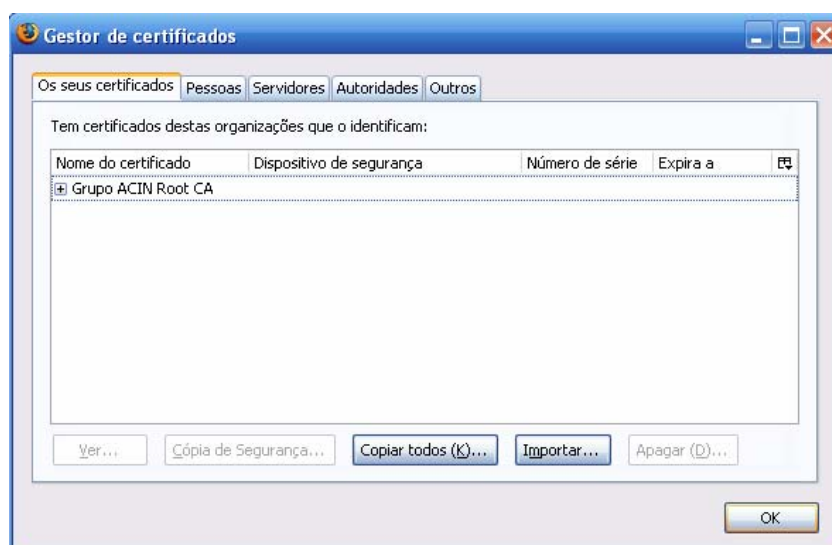 Gestor de certificados
Os seus certificados Pessoas Servidores Autoridades Outros
Tem certificados destas organizações que o identificam:
Nome do certificado Dispositivo de segurança Número de série Expira a
Grupo ACIN Root CA
Ver... Cópia de Segurança... Copiar todos (K)... Importar... Apagar (D)...
OK